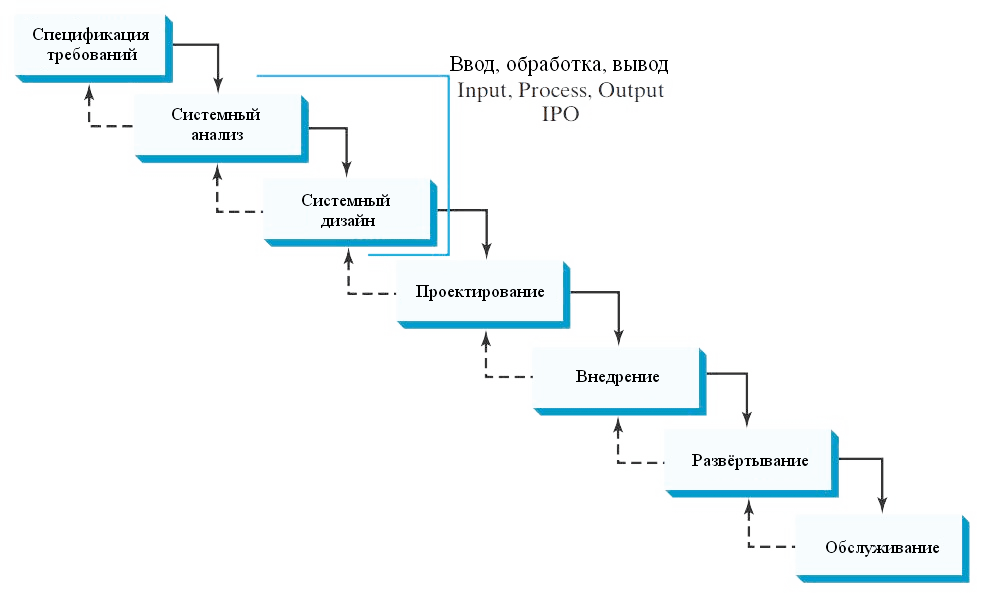 Спецификация
требований
Ввод, обработка, вывод
Input, Process, Output
IPO
Системный
анализ
Системный
дизайн
Проектирование
Внедрение
Развёртывание
Обслуживание